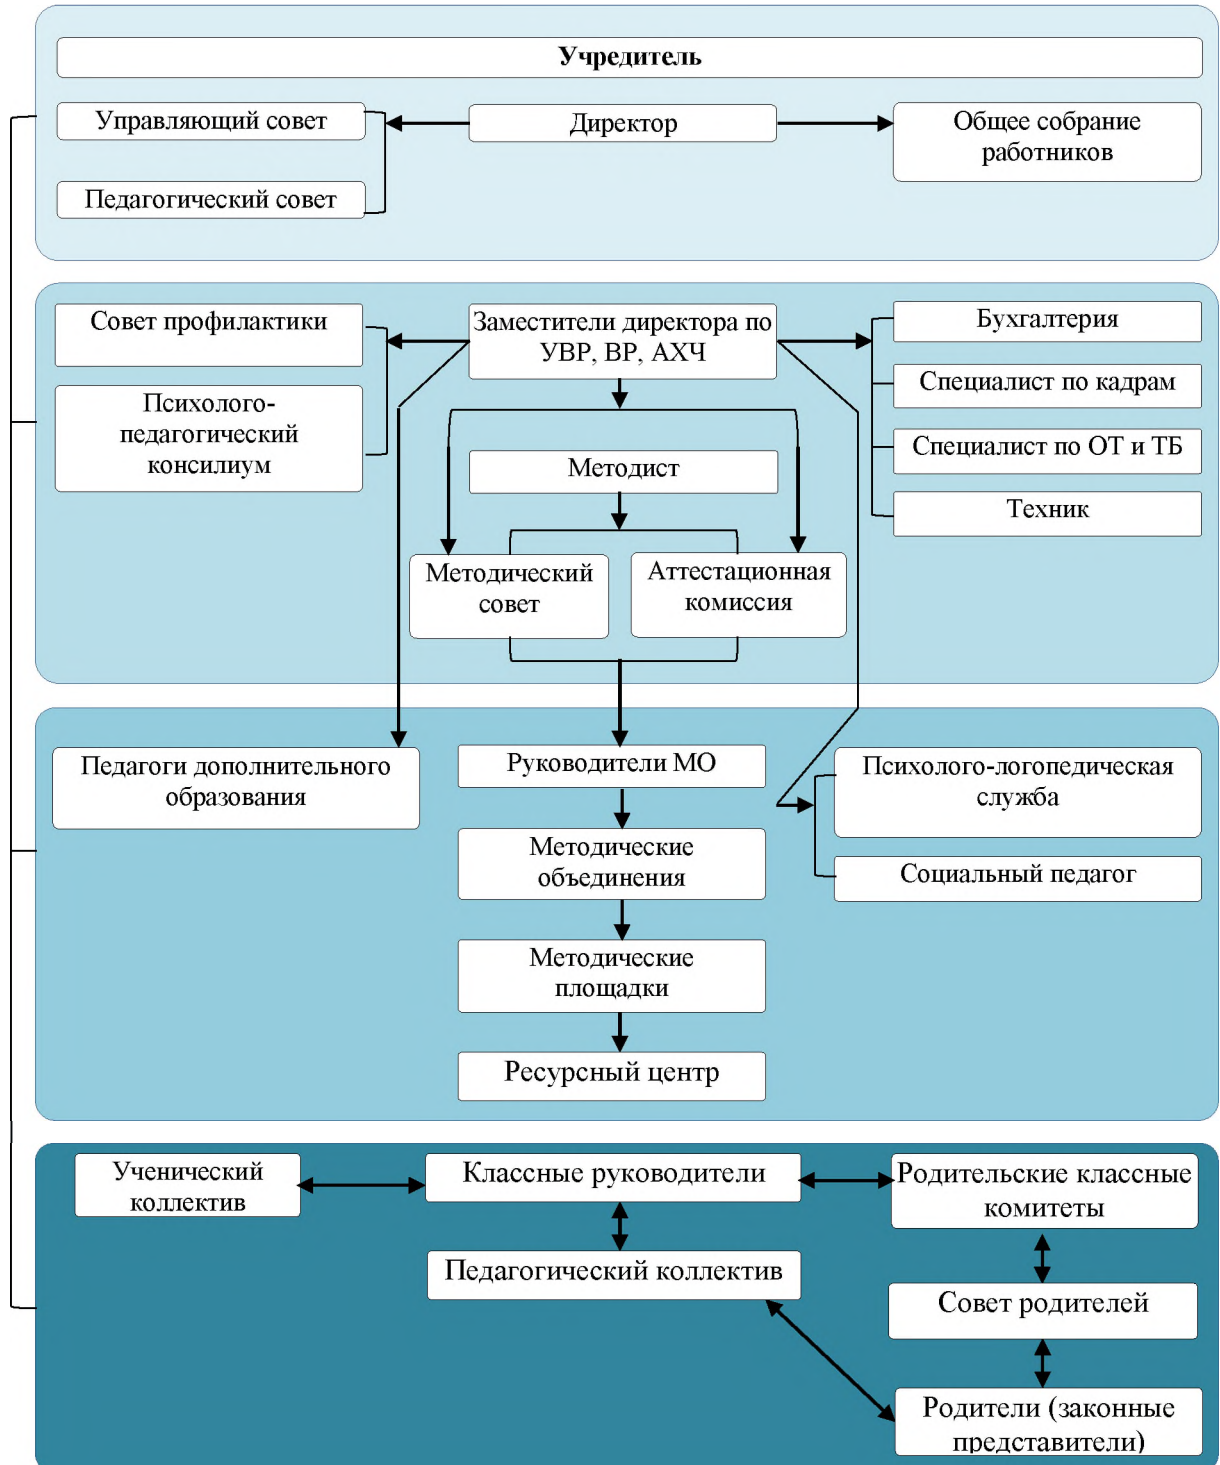 Учредитель
Управляющий совет
Директор
Общее собрание
работников
Педагогический совет
Совет профилактики
Заместители директора по
УВР, ВР, АХЧ
Бухгалтерия
Специалист по кадрам
Психолого-
педагогический
консилиум
Специалист по ОТ и ТБ
Методист
Техник
Методический
совет
Аттестационная
комиссия
Педагоги дополнительного
образования
Руководители МО
Психолого-логопедическая
служба
Методические
объединения
Социальный педагог
Методические
площадки
Ресурсный центр
Ученический
коллектив
Классные руководители
Родительские классные
комитеты
Педагогический коллектив
Совет родителей
Родители (законные
представители)